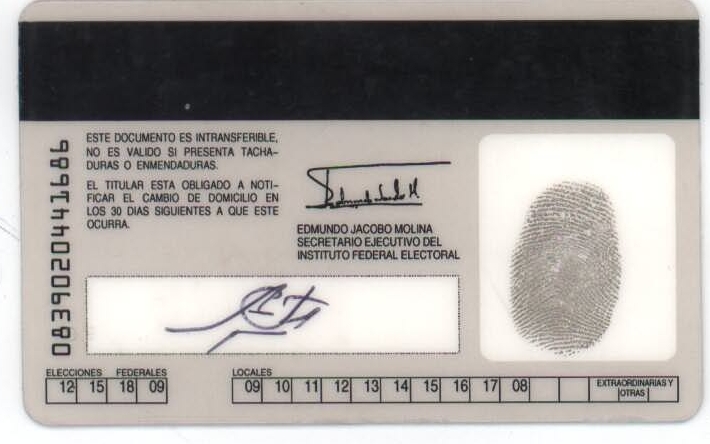 ESTE DOCUMENTO ES INTRANSFERIBLE,
NO ES VALIDO SI PRESENTA TACHA-
DURAS O ENMENDADURAS.
EL TITULAR ESTA OBLIGADO A NOTI-
FICAR EL CAMBIO DE DOMICILIO EN
LOS 30 DIAS SIGUIENTES A QUE ESTE
OCURRA.
EDMUNDO JACOBO MOLINA
SECRETARIO EJECUTIVO DEL
INSTITUTO FEDERAL ELECTORAL
0839020441686
ELECCIONES FEDERALES
12 15 18 09
LOCALES
09 10 11 12 13 14 15 16 17 08
EXTRAORDINARIAS Y
OTRAS